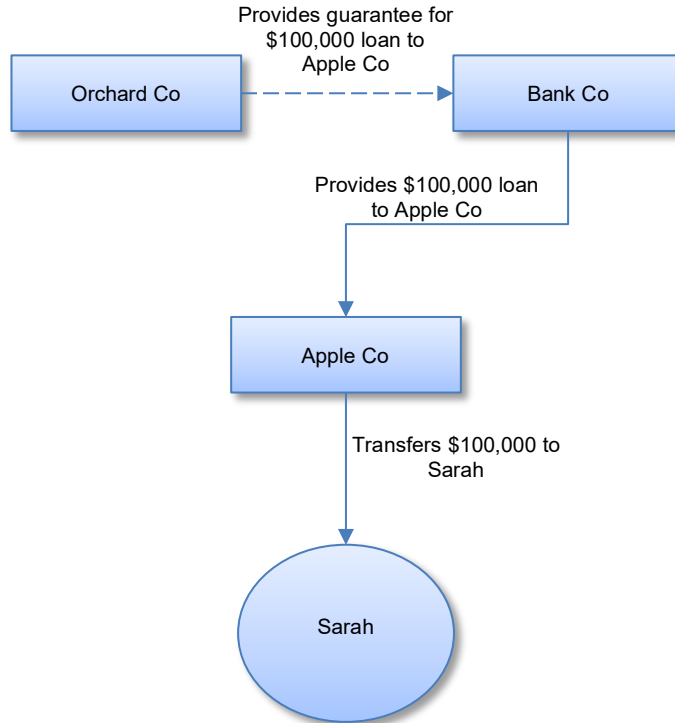 Provides guarantee for
$100,000 loan to
Apple Co
Orchard Co
Bank Co
Provides $100,000 loan
to Apple Co
Apple Co
Transfers $100,000 to
Sarah
Sarah